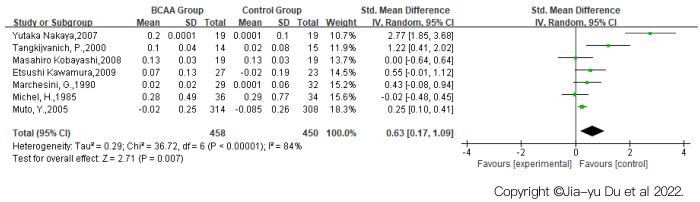 BCAA Group Control Group Std. Mean Difference Std. Mean Difference
Study or Subgroup Mean SD Total Mean SD Total Weight IV, Random, 95% CI IV, Random, 95% CI
Yutaka Nakaya,2007 0.2 0.0001 19 0.0001 0.1 19 10.7% 2.77 [1.85, 3.68]
Tangkijvanich, P.,2000 0.1 0.04 14 0.02 0.08 15 12.2% 1.22 [0.41, 2.02]
Masahiro Kobayashi,2008 0.13 0.03 19 0.13 0.03 19 14.1% 0.00 [-0.64, 0.64]
Etsushi Kawamura,2009 0.07 0.13 27 -0.02 0.19 23 14.9% 0.55 [-0.01, 1.12]
Marchesini, G.,1990 0.02 0.02 29 0.0001 0.06 32 15.5% 0.43 [-0.08, 0.94]
Michel, H.,1985 0.28 0.49 36 0.29 0.77 34 15.9% -0.02 [-0.48, 0.45]
Muto, Y.,2005 -0.02 0.25 314 -0.085 0.26 308 16.7% 0.25 [0.10, 0.41]
Total (95% CI) 458 450 100.0% 0.63 [0.17, 1.09]
Heterogeneity: Tau² = 0.29; Chi² = 36.72, df = 6 (P < 0.00001); I² = 84%
Test for overall effect: Z = 2.71 (P = 0.007)
-4 -2 0 2 4
Favours [experimental] Favours [control]
Copyright ©Jia-yu Du et al 2022.